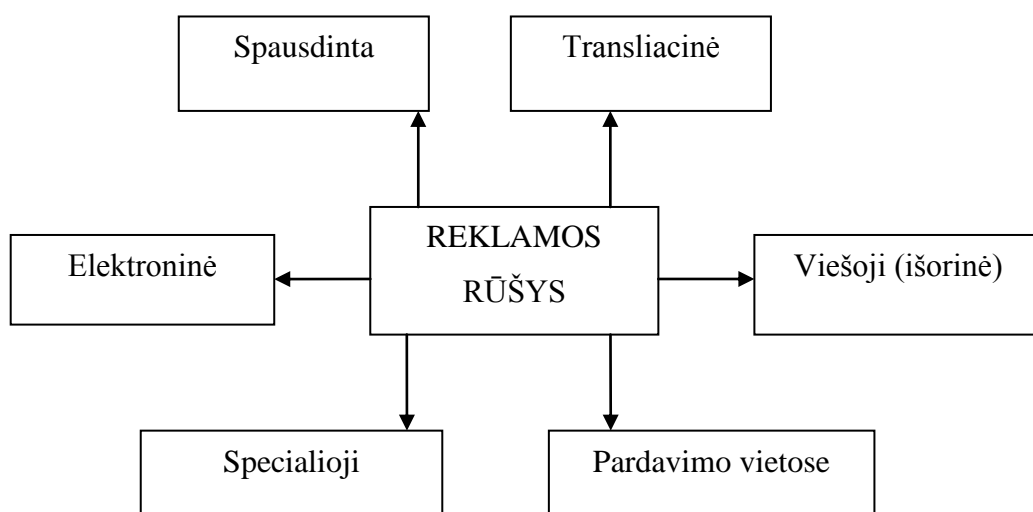 Spausdinta
Transliacinė
REKLAMOS
RŪŠYS
Elektroninė
Viešoji (išorinė)
Specialioji
Pardavimo vietose